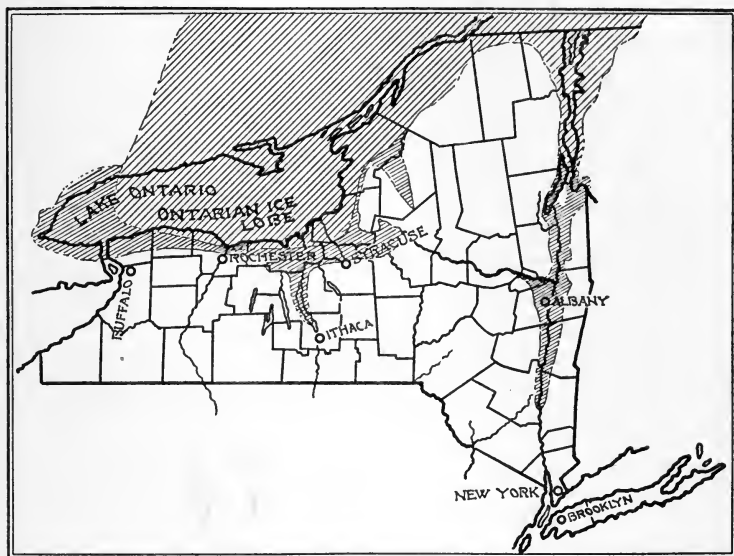 LAKE ONTARIO
ONTARIAN ICE
LOBE
ROCHESTER
SYRACUSE
BUFFALO
ALBANY
ITHACA
NEW YORK
BROOKLYN